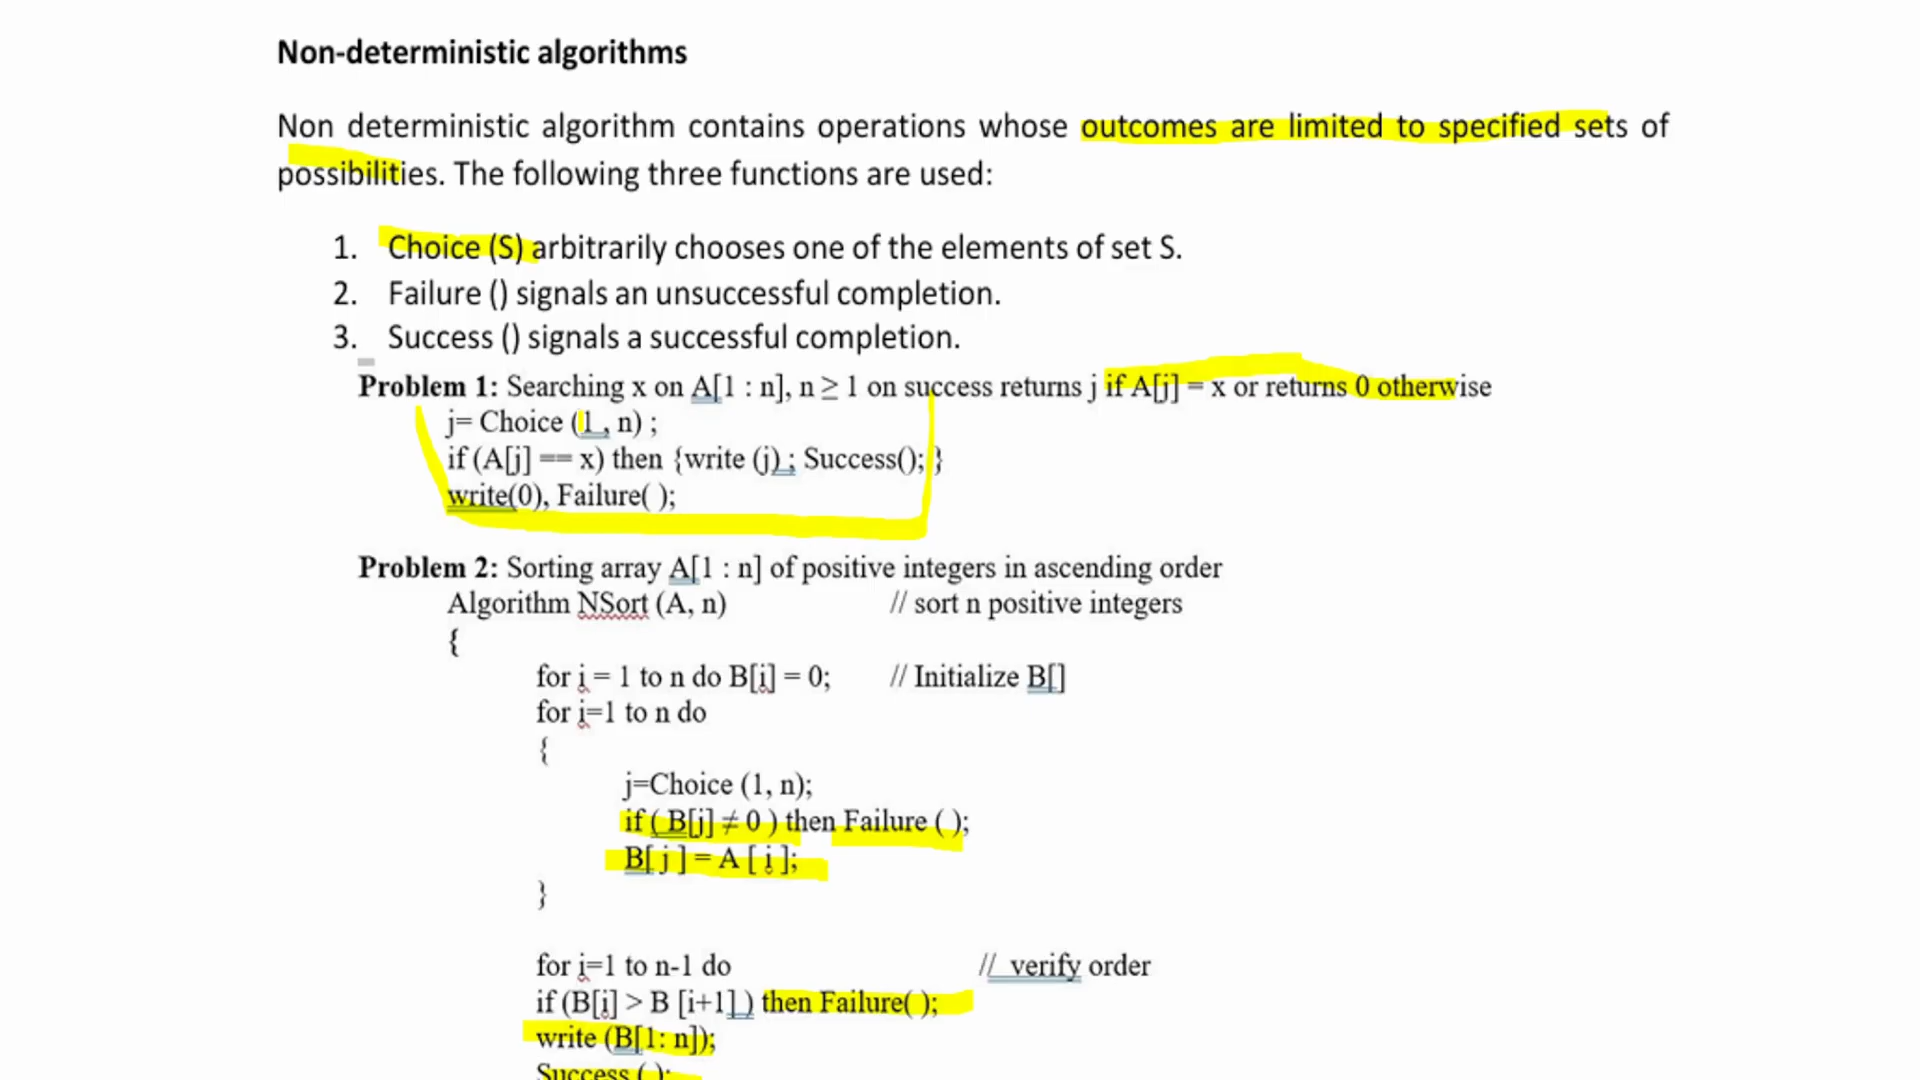 Non-deterministic algorithms
Non deterministic algorithm contains operations whose outcomes are limited to specified sets of
possibilities. The following three functions are used:
1. Choice (S) arbitrarily chooses one of the elements of set S.
2. Failure () signals an unsuccessful completion.
3. Success () signals a successful completion.
Problem 1: Searching x on A[1 : n], n ≥ 1 on success returns j if A[j] = x or returns 0 otherwise
j= Choice (1 , n) ;
if (A[j] == x) then {write (j) ; Success(); }
write(0), Failure( );
Problem 2: Sorting array A[1 : n] of positive integers in ascending order
Algorithm NSort (A, n) // sort n positive integers
{
for i = 1 to n do B[i] = 0; // Initialize B[]
for i=1 to n do
{
j=Choice (1, n);
if ( B[j] ≠ 0 ) then Failure ( );
B[ j ] = A [ i ];
}
for i=1 to n-1 do // verify order
if (B[i] > B [i+1] ) then Failure( );
write (B[1: n]);
Success ( );